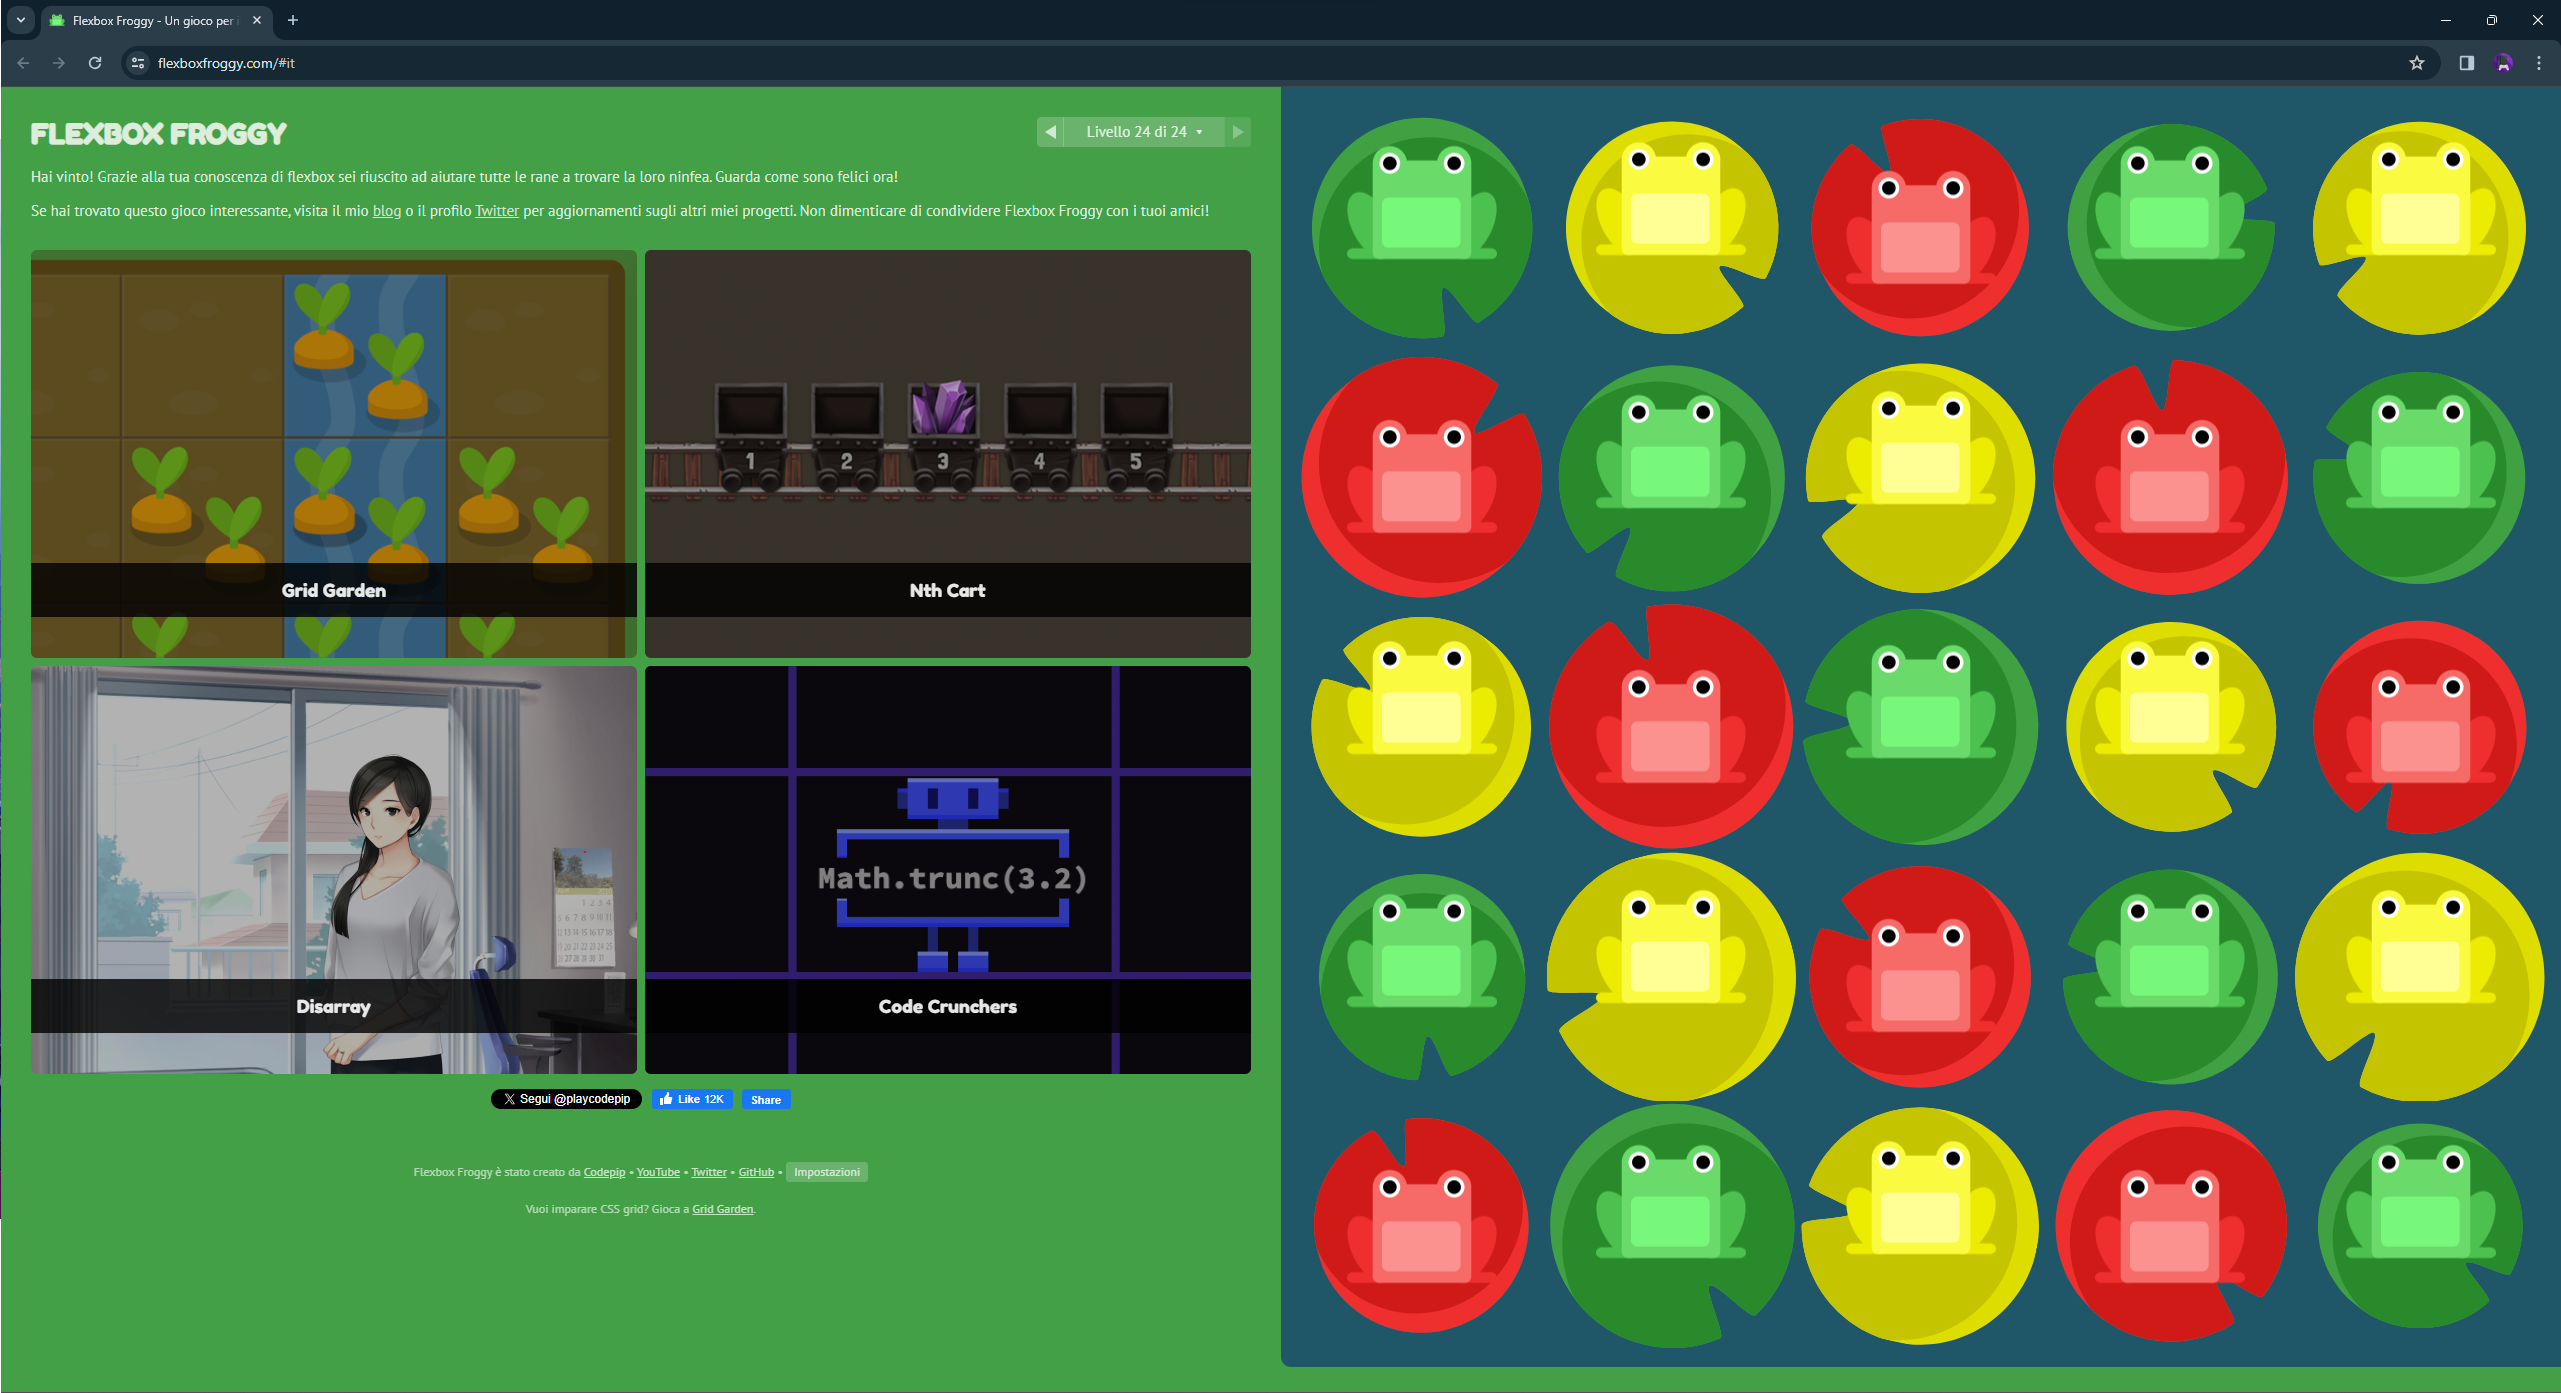 Flexbox Froggy - Un gioco per i
flexboxfroggy.com/#it
FLEXBOX FROGGY
Livello 24 di 24
Hai vinto! Grazie alla tua conoscenza di flexbox sei riuscito ad aiutare tutte le rane a trovare la loro ninfea. Guarda come sono felici ora!
Se hai trovato questo gioco interessante, visita il mio blog o il profilo Twitter per aggiornamenti sugli altri miei progetti. Non dimenticare di condividere Flexbox Froggy con i tuoi amici!
1 2 3 4 5
Grid Garden
Nth Cart
Math.trunc(3.2)
Disarray
Code Crunchers
Segui @playcodepip
Like 12K
Share
Flexbox Froggy è stato creato da Codepip • YouTube • Twitter • GitHub • Impostazioni
Vuoi imparare CSS grid? Gioca a Grid Garden.